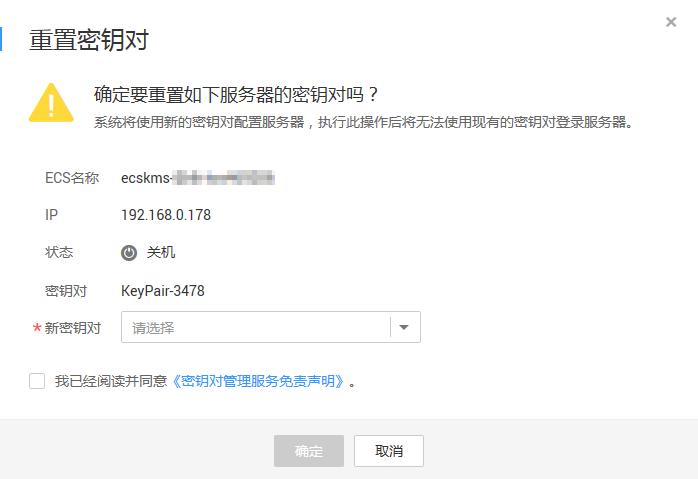 重置密钥对
确定要重置如下服务器的密钥对吗？
系统将使用新的密钥对配置服务器，执行此操作后将无法使用现有的密钥对登录服务器。
ECS名称 ecskms-
IP 192.168.0.178
状态 关机
密钥对 KeyPair-3478
* 新密钥对 请选择
我已经阅读并同意《密钥对管理服务免责声明》。
确定 取消